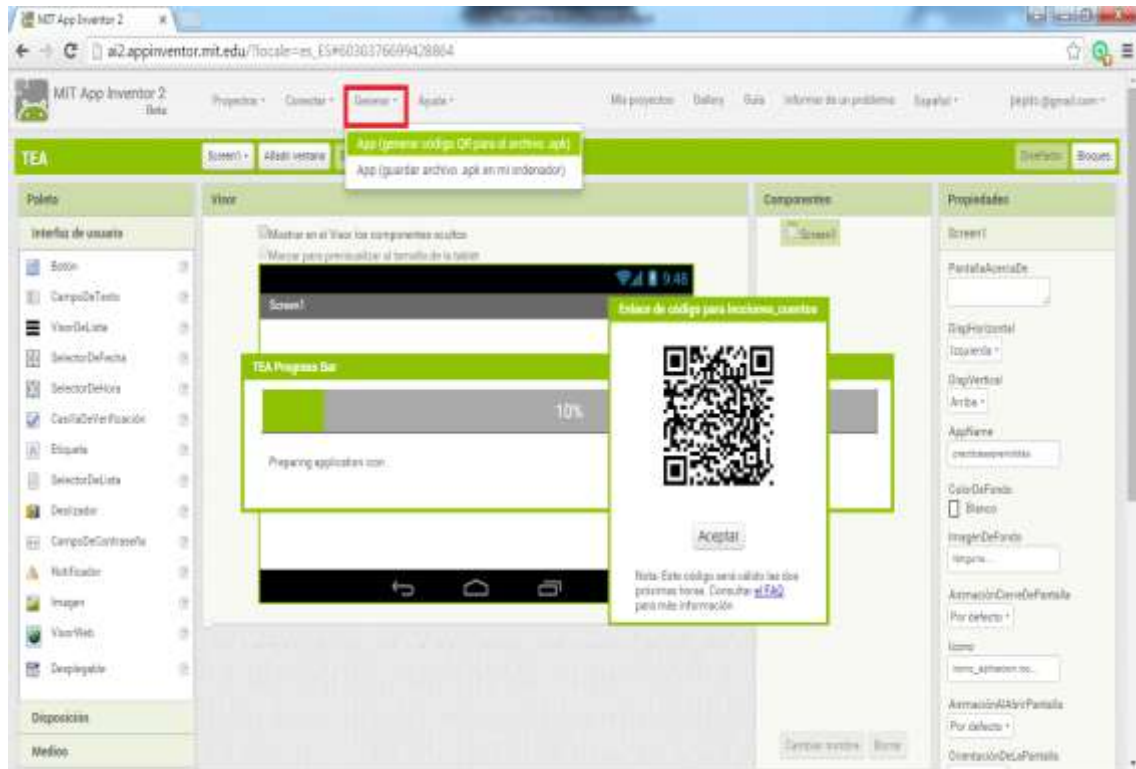 MIT App Inventor 2
ai2.appinventor.mit.edu/?locale=es_ES#6030376699428864
MIT App Inventor 2
Beta
Proyectos Conectar Generar Ayuda Mis proyectos Gallery Guía Informar de un problema Español
App (generar código QR para el archivo .apk)
App (guardar archivo .apk en mi ordenador)
TEA Screen1 Añadir ventana Diseñador Bloques
Paleta Visor Componentes Propiedades
Interfaz de usuario
Mostrar en el Visor los componentes ocultos
Marcar para previsualizar al tamaño de la tablet
Screen1
Screen1
Botón
CampoDeTexto
VisorDeLista
SelectorDeFecha
SelectorDeHora
CasillaDeVerificación
Etiqueta
SelectorDeLista
Deslizador
CampoDeContraseña
Notificador
Imagen
VisorWeb
Desplegable
Disposición
Medios
9:48
Screen1
TEA Progress Bar
10%
Preparing application icon
Enlace de código para lecciones_cuentos
Aceptar
Nota: Este código será válido las dos
próximas horas. Consultar el FAQ
para más información
Cambiar nombre Borrar
PantallaAcercaDe
DispHorizontal
Izquierda
DispVertical
Arriba
AppName
ColorDeFondo
Blanco
ImagenDeFondo
Ninguna...
AnimaciónCierreDePantalla
Por defecto
Icono
AnimaciónAlAbrirPantalla
Por defecto
OrientaciónDeLaPantalla